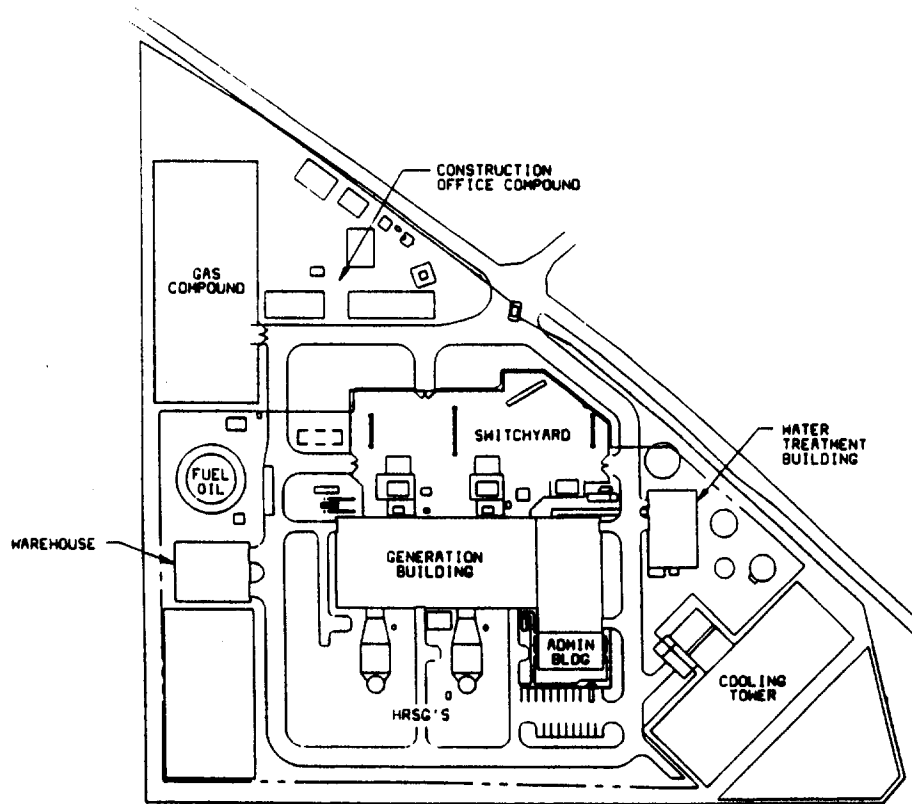 CONSTRUCTION
OFFICE COMPOUND
GAS
COMPOUND
SWITCHYARD
WATER
TREATMENT
BUILDING
FUEL
OIL
WAREHOUSE
GENERATION
BUILDING
ADMIN
BLDG
COOLING
TOWER
HRSG'S